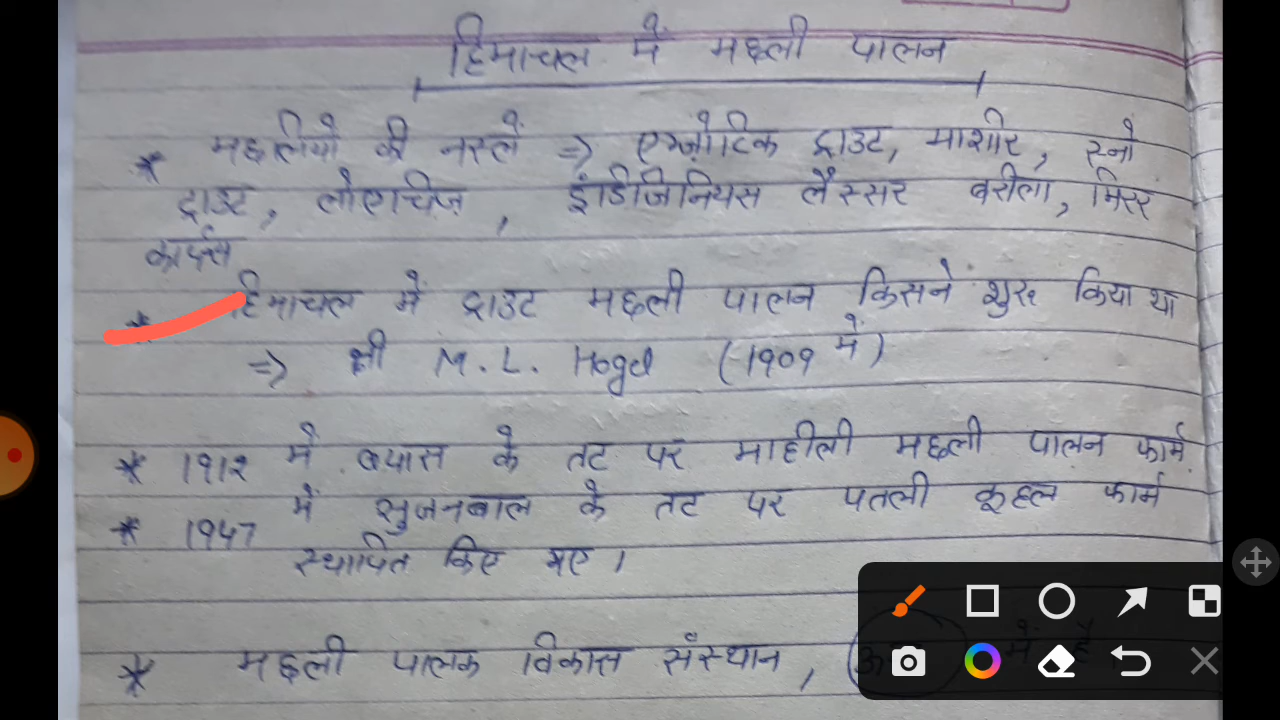 हिमाचल में मछली पालन
* मछलियों की नस्लें => एग्ज़ोटिक ट्राउट, माशीर, स्नो
ट्राउट, लोएचिज़, इंडीजिनियस लैस्सर बरीला, मिरर
कार्पस
* हिमाचल में ट्राउट मछली पालन किसने शुरू किया था
=> श्री M. L. Hogel (-1909 में)
* 1912 में ब्यास के तट पर माहीली मछली पालन फार्म
* 1947 में सुजनबाल के तट पर पतली कूहल फार्म
स्थापित किए गए।
* मछली पालक विकास संस्थान, (ऊ में है